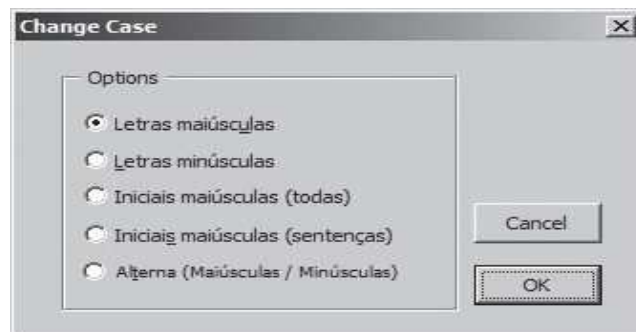 Change Case
Options
Letras maiúsculas
Letras minúsculas
Iniciais maiúsculas (todas)
Iniciais maiúsculas (sentenças)
Alterna (Maiúsculas / Minúsculas)
Cancel
OK